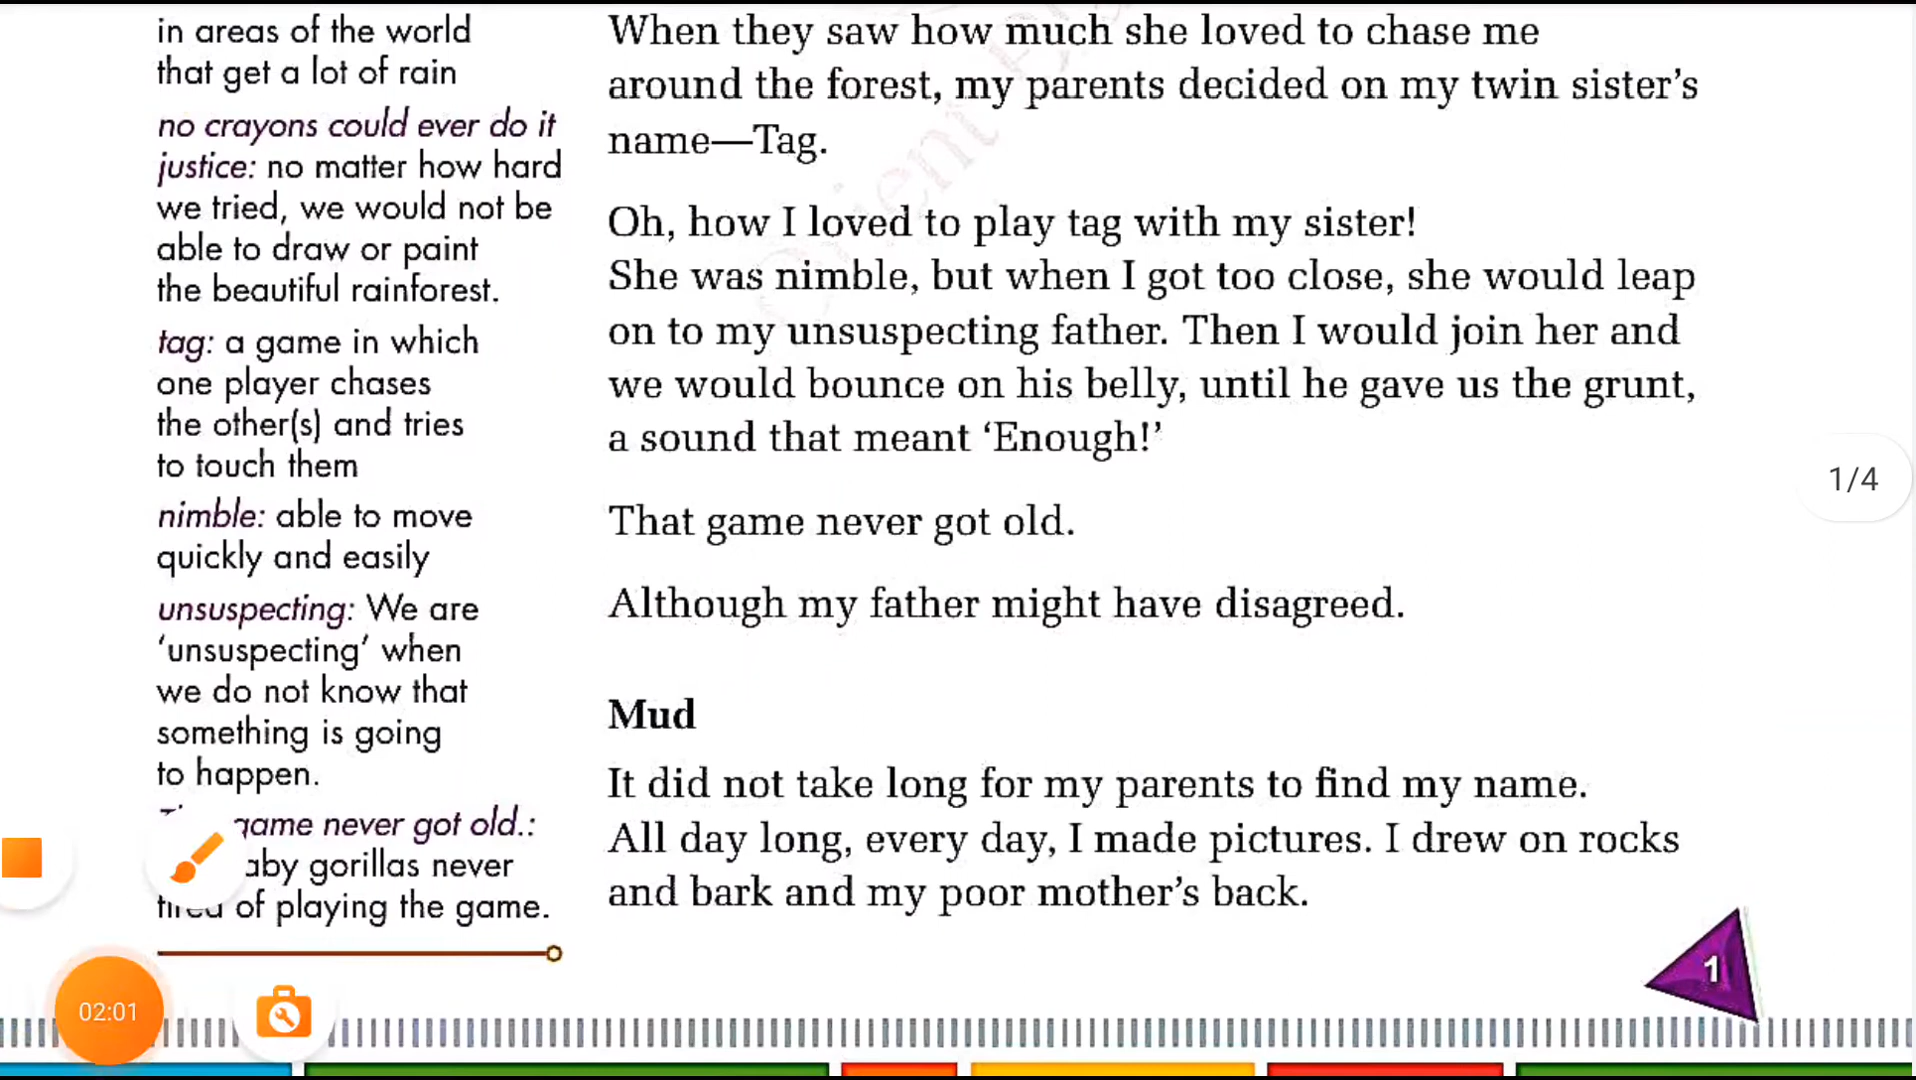 in areas of the world
that get a lot of rain
no crayons could ever do it
justice: no matter how hard
we tried, we would not be
able to draw or paint
the beautiful rainforest.
tag: a game in which
one player chases
the other(s) and tries
to touch them
nimble: able to move
quickly and easily
unsuspecting: We are
‘unsuspecting’ when
we do not know that
something is going
to happen.
game never got old.:
gorillas never
of playing the game.
When they saw how much she loved to chase me
around the forest, my parents decided on my twin sister’s
name—Tag.
Oh, how I loved to play tag with my sister!
She was nimble, but when I got too close, she would leap
on to my unsuspecting father. Then I would join her and
we would bounce on his belly, until he gave us the grunt,
a sound that meant ‘Enough!’
That game never got old.
Although my father might have disagreed.
Mud
It did not take long for my parents to find my name.
All day long, every day, I made pictures. I drew on rocks
and bark and my poor mother’s back.
1/4
1
02:01